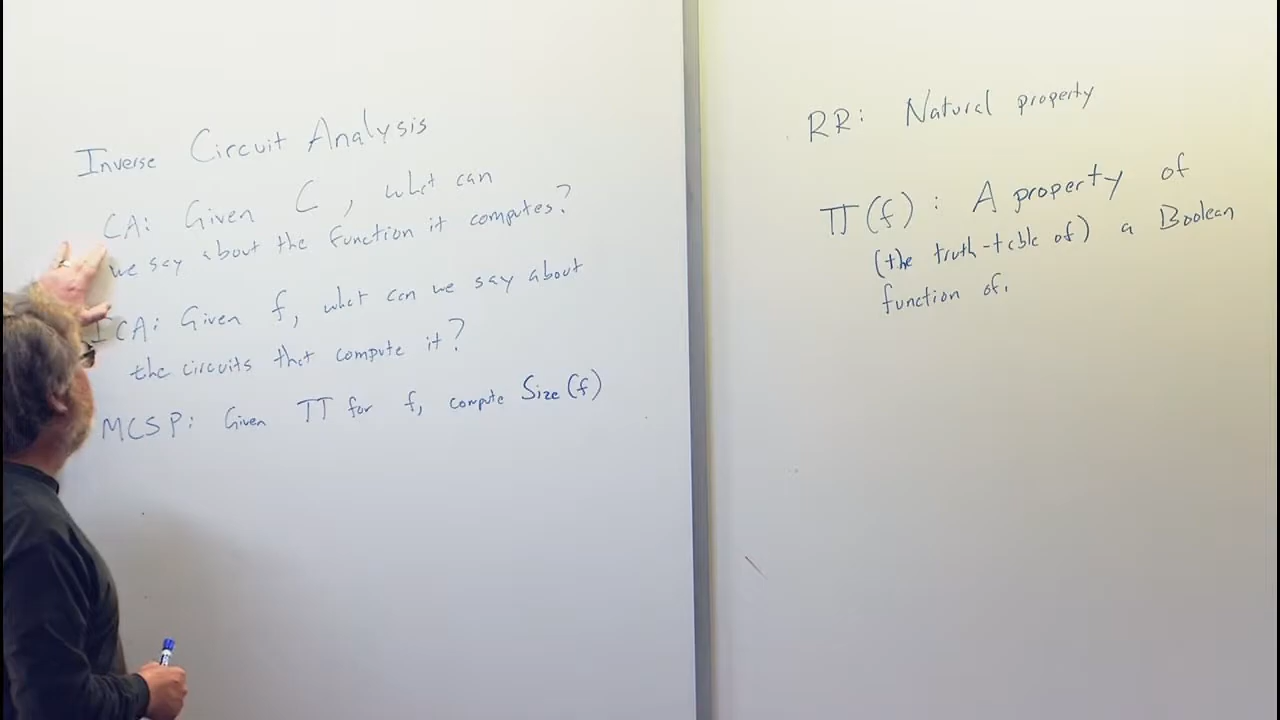 Inverse Circuit Analysis
CA: Given C, what can
we say about the function it computes?
ICA: Given f, what can we say about
the circuits that compute it?
MCSP: Given TT for f, compute Size(f)
RR: Natural property
Π(f): A property of
(the truth-table of) a Boolean
function of.